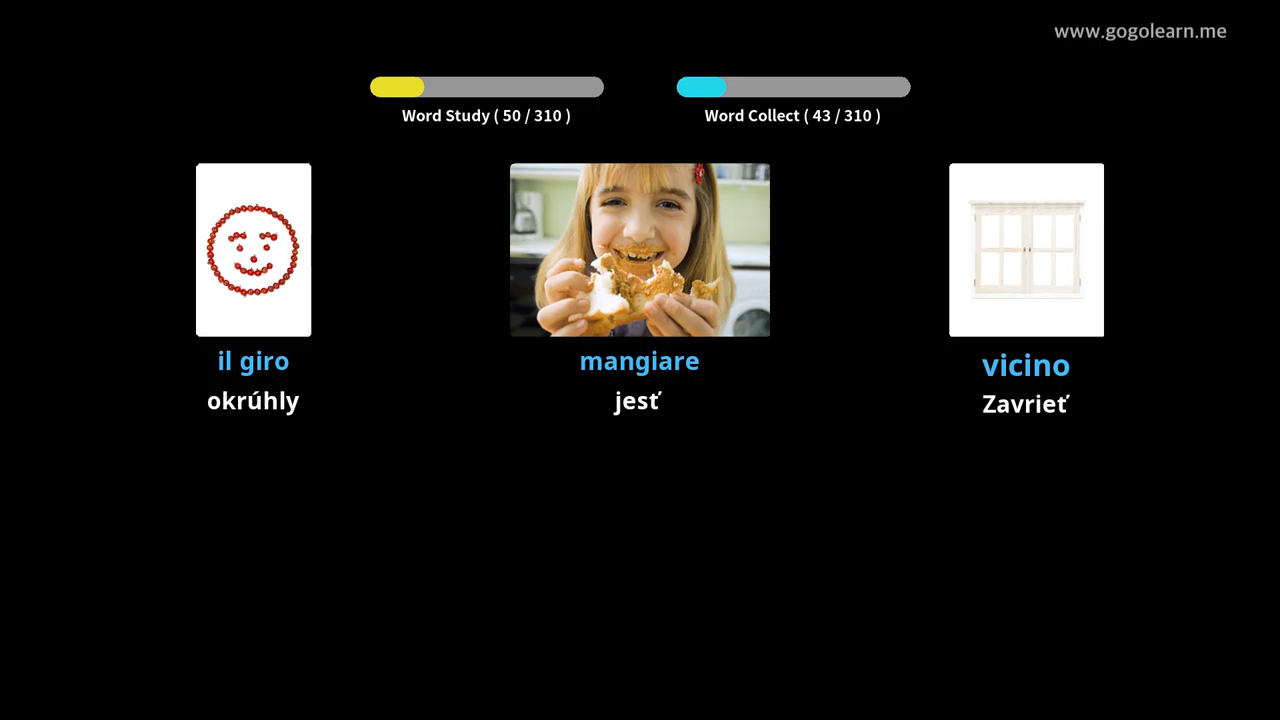 www.gogolearn.me
Word Study ( 50 / 310 )
Word Collect ( 43 / 310 )
il giro
mangiare
vicino
okrúhly
jesť
Zavrieť